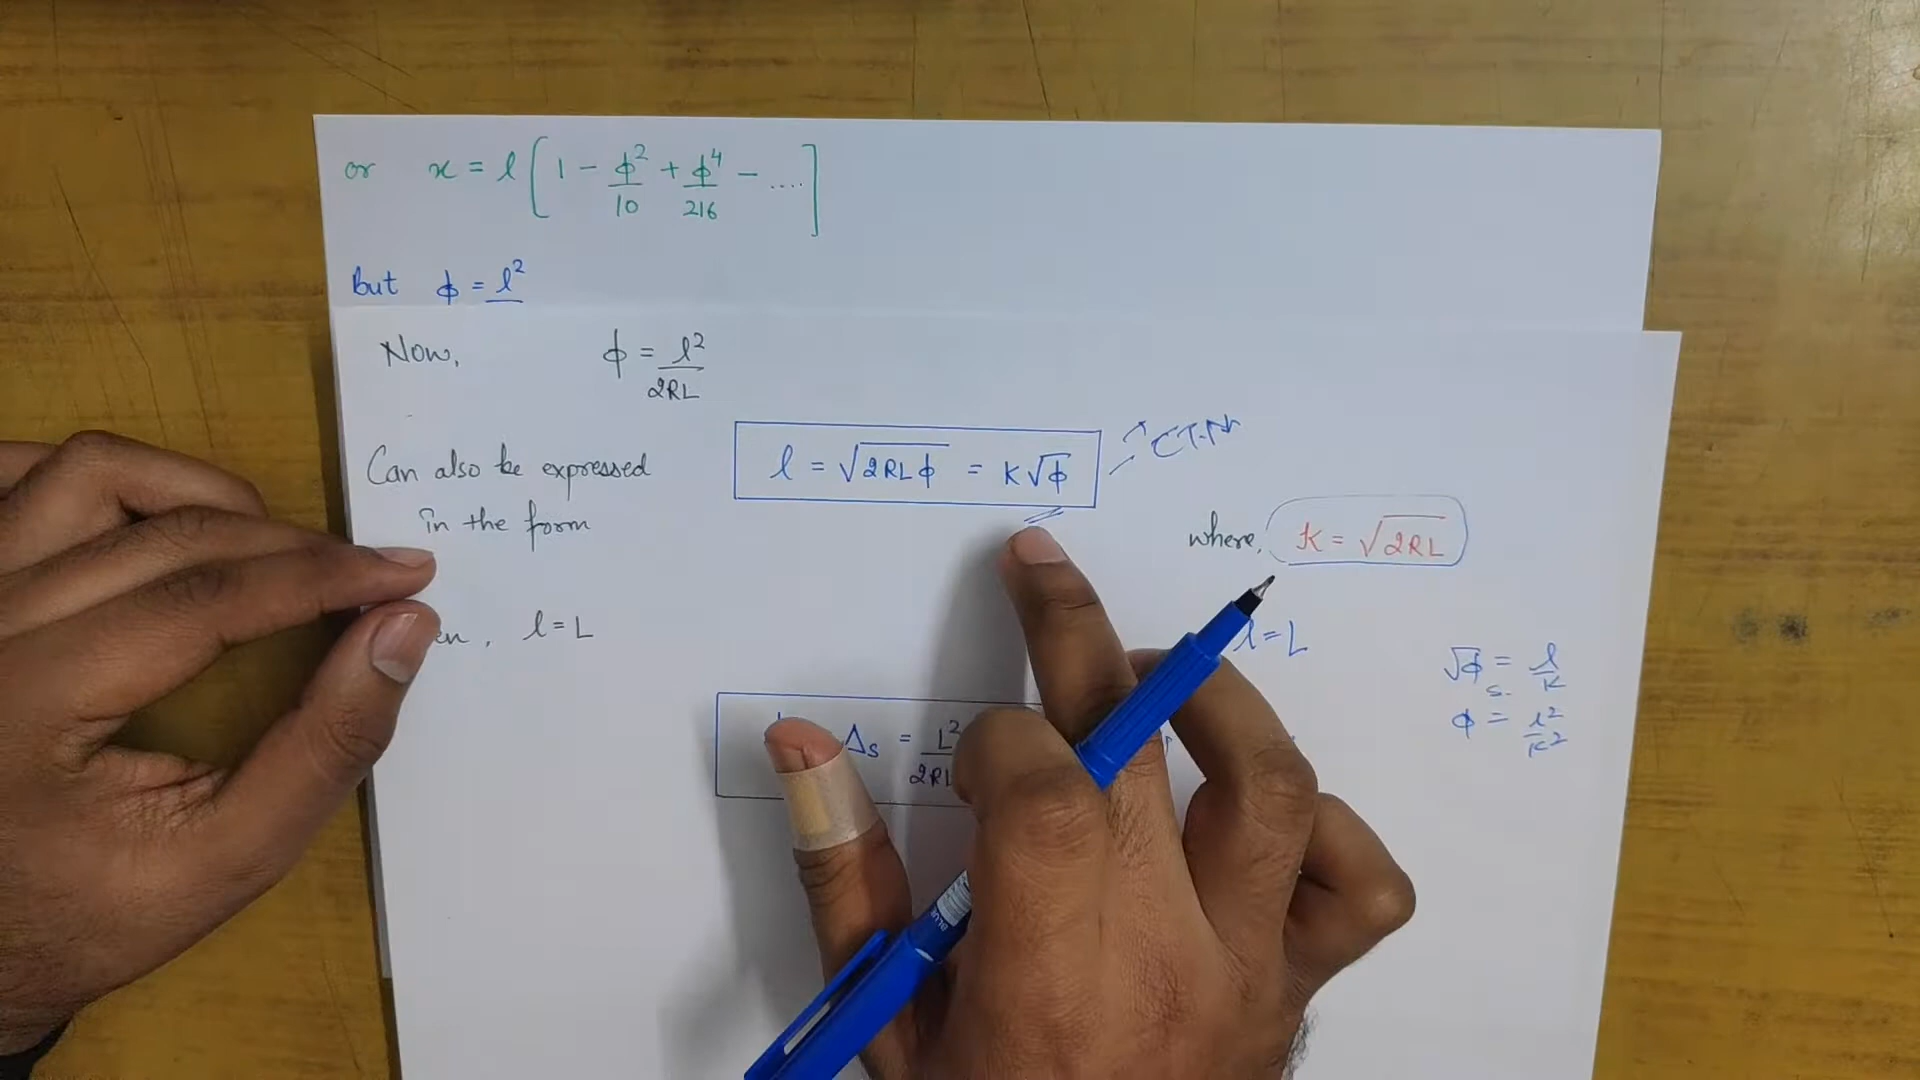 or x = l [ 1 - ϕ²/10 + ϕ⁴/216 - .... ]
But ϕ = l²
Now, ϕ = l²/2RL
Can also be expressed
in the form
l = √2RLϕ = K√ϕ
where, K = √2RL
l = L
l = L
√ϕ = l/K
ϕ = l²/K²
Δs = L²/2RL
BLUE